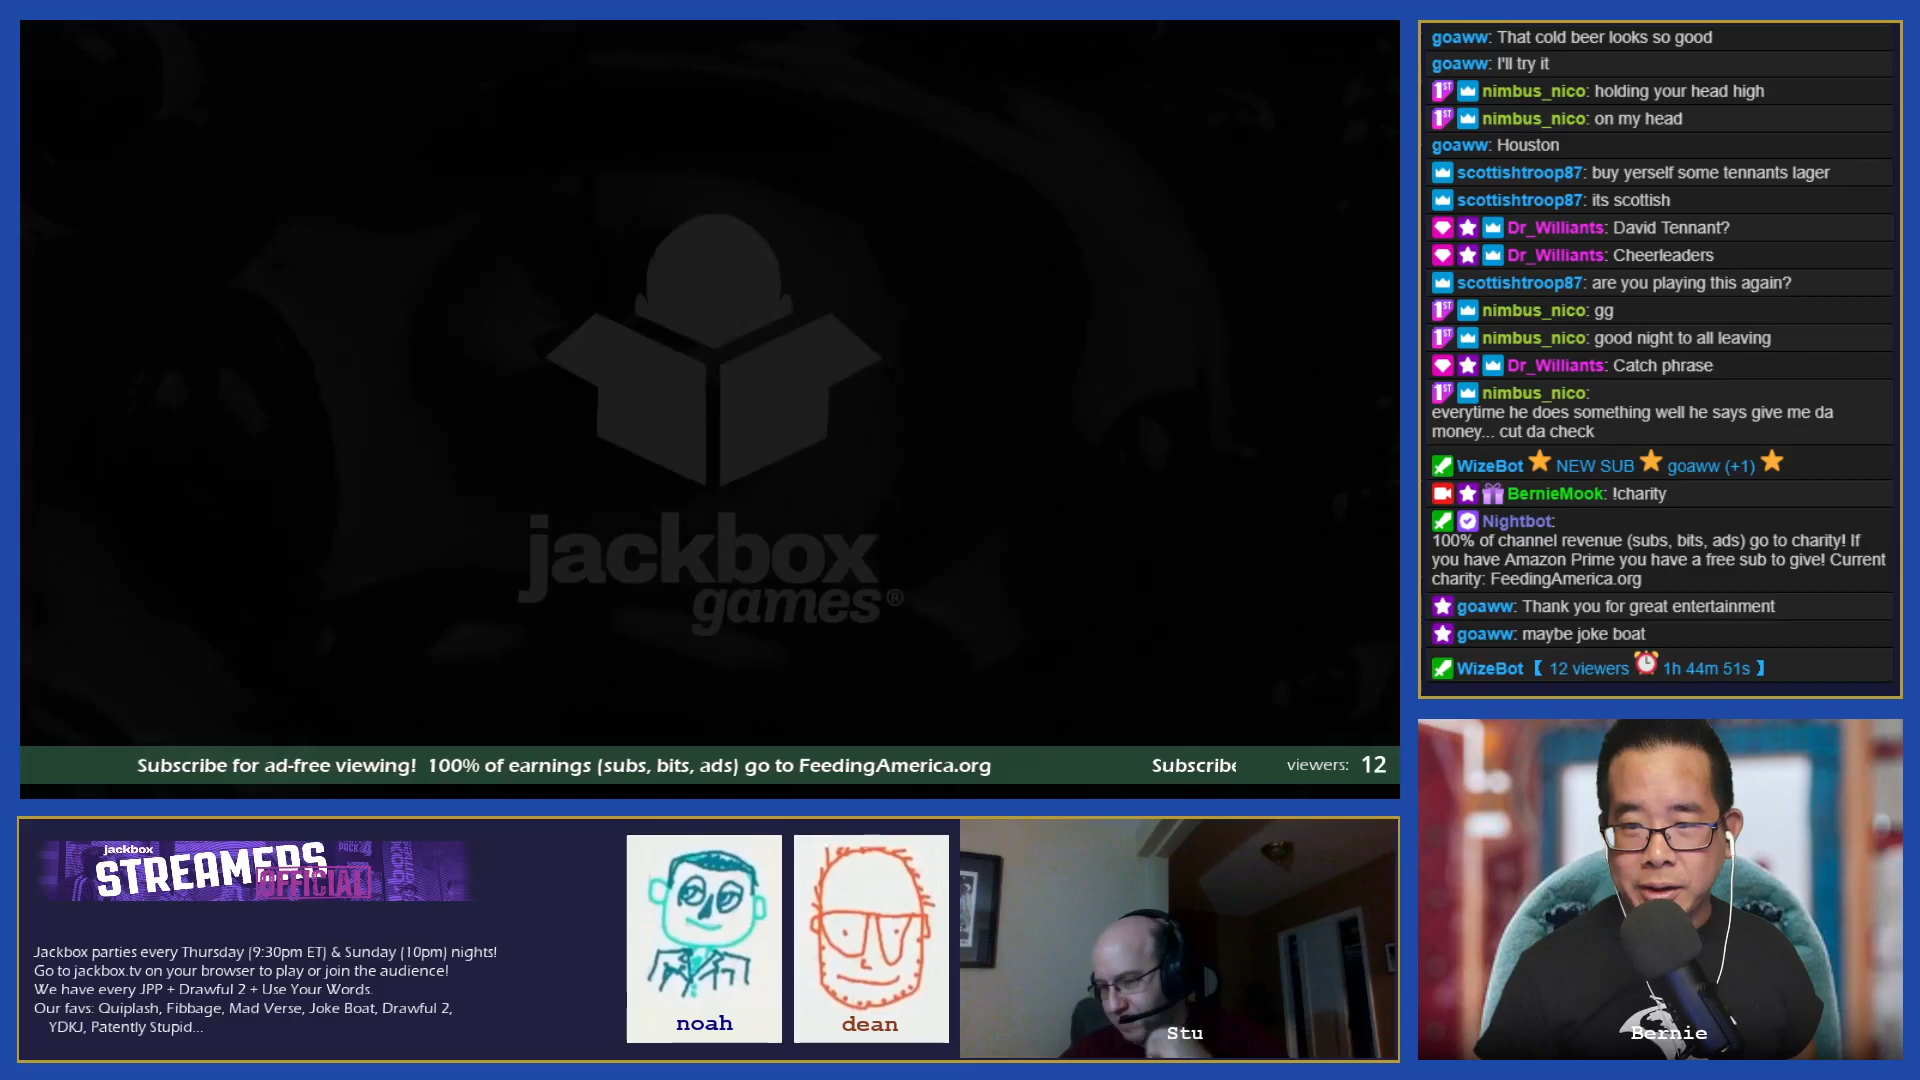 jackbox
games®
Subscribe for ad-free viewing!  100% of earnings (subs, bits, ads) go to FeedingAmerica.org
Subscribe
viewers: 12
goaww: That cold beer looks so good
goaww: I'll try it
1ST nimbus_nico: holding your head high
1ST nimbus_nico: on my head
goaww: Houston
scottishtroop87: buy yerself some tennants lager
scottishtroop87: its scottish
Dr_Williants: David Tennant?
Dr_Williants: Cheerleaders
scottishtroop87: are you playing this again?
1ST nimbus_nico: gg
1ST nimbus_nico: good night to all leaving
Dr_Williants: Catch phrase
1ST nimbus_nico:
everytime he does something well he says give me da
money... cut da check
WizeBot NEW SUB goaww (+1)
BernieMook: !charity
Nightbot:
100% of channel revenue (subs, bits, ads) go to charity! If
you have Amazon Prime you have a free sub to give! Current
charity: FeedingAmerica.org
goaww: Thank you for great entertainment
goaww: maybe joke boat
WizeBot 【 12 viewers 1h 44m 51s 】
jackbox
STREAMERS
OFFICIAL
Jackbox parties every Thursday (9:30pm ET) & Sunday (10pm) nights!
Go to jackbox.tv on your browser to play or join the audience!
We have every JPP + Drawful 2 + Use Your Words.
Our favs: Quiplash, Fibbage, Mad Verse, Joke Boat, Drawful 2,
YDKJ, Patently Stupid...
noah
dean
Stu
Bernie